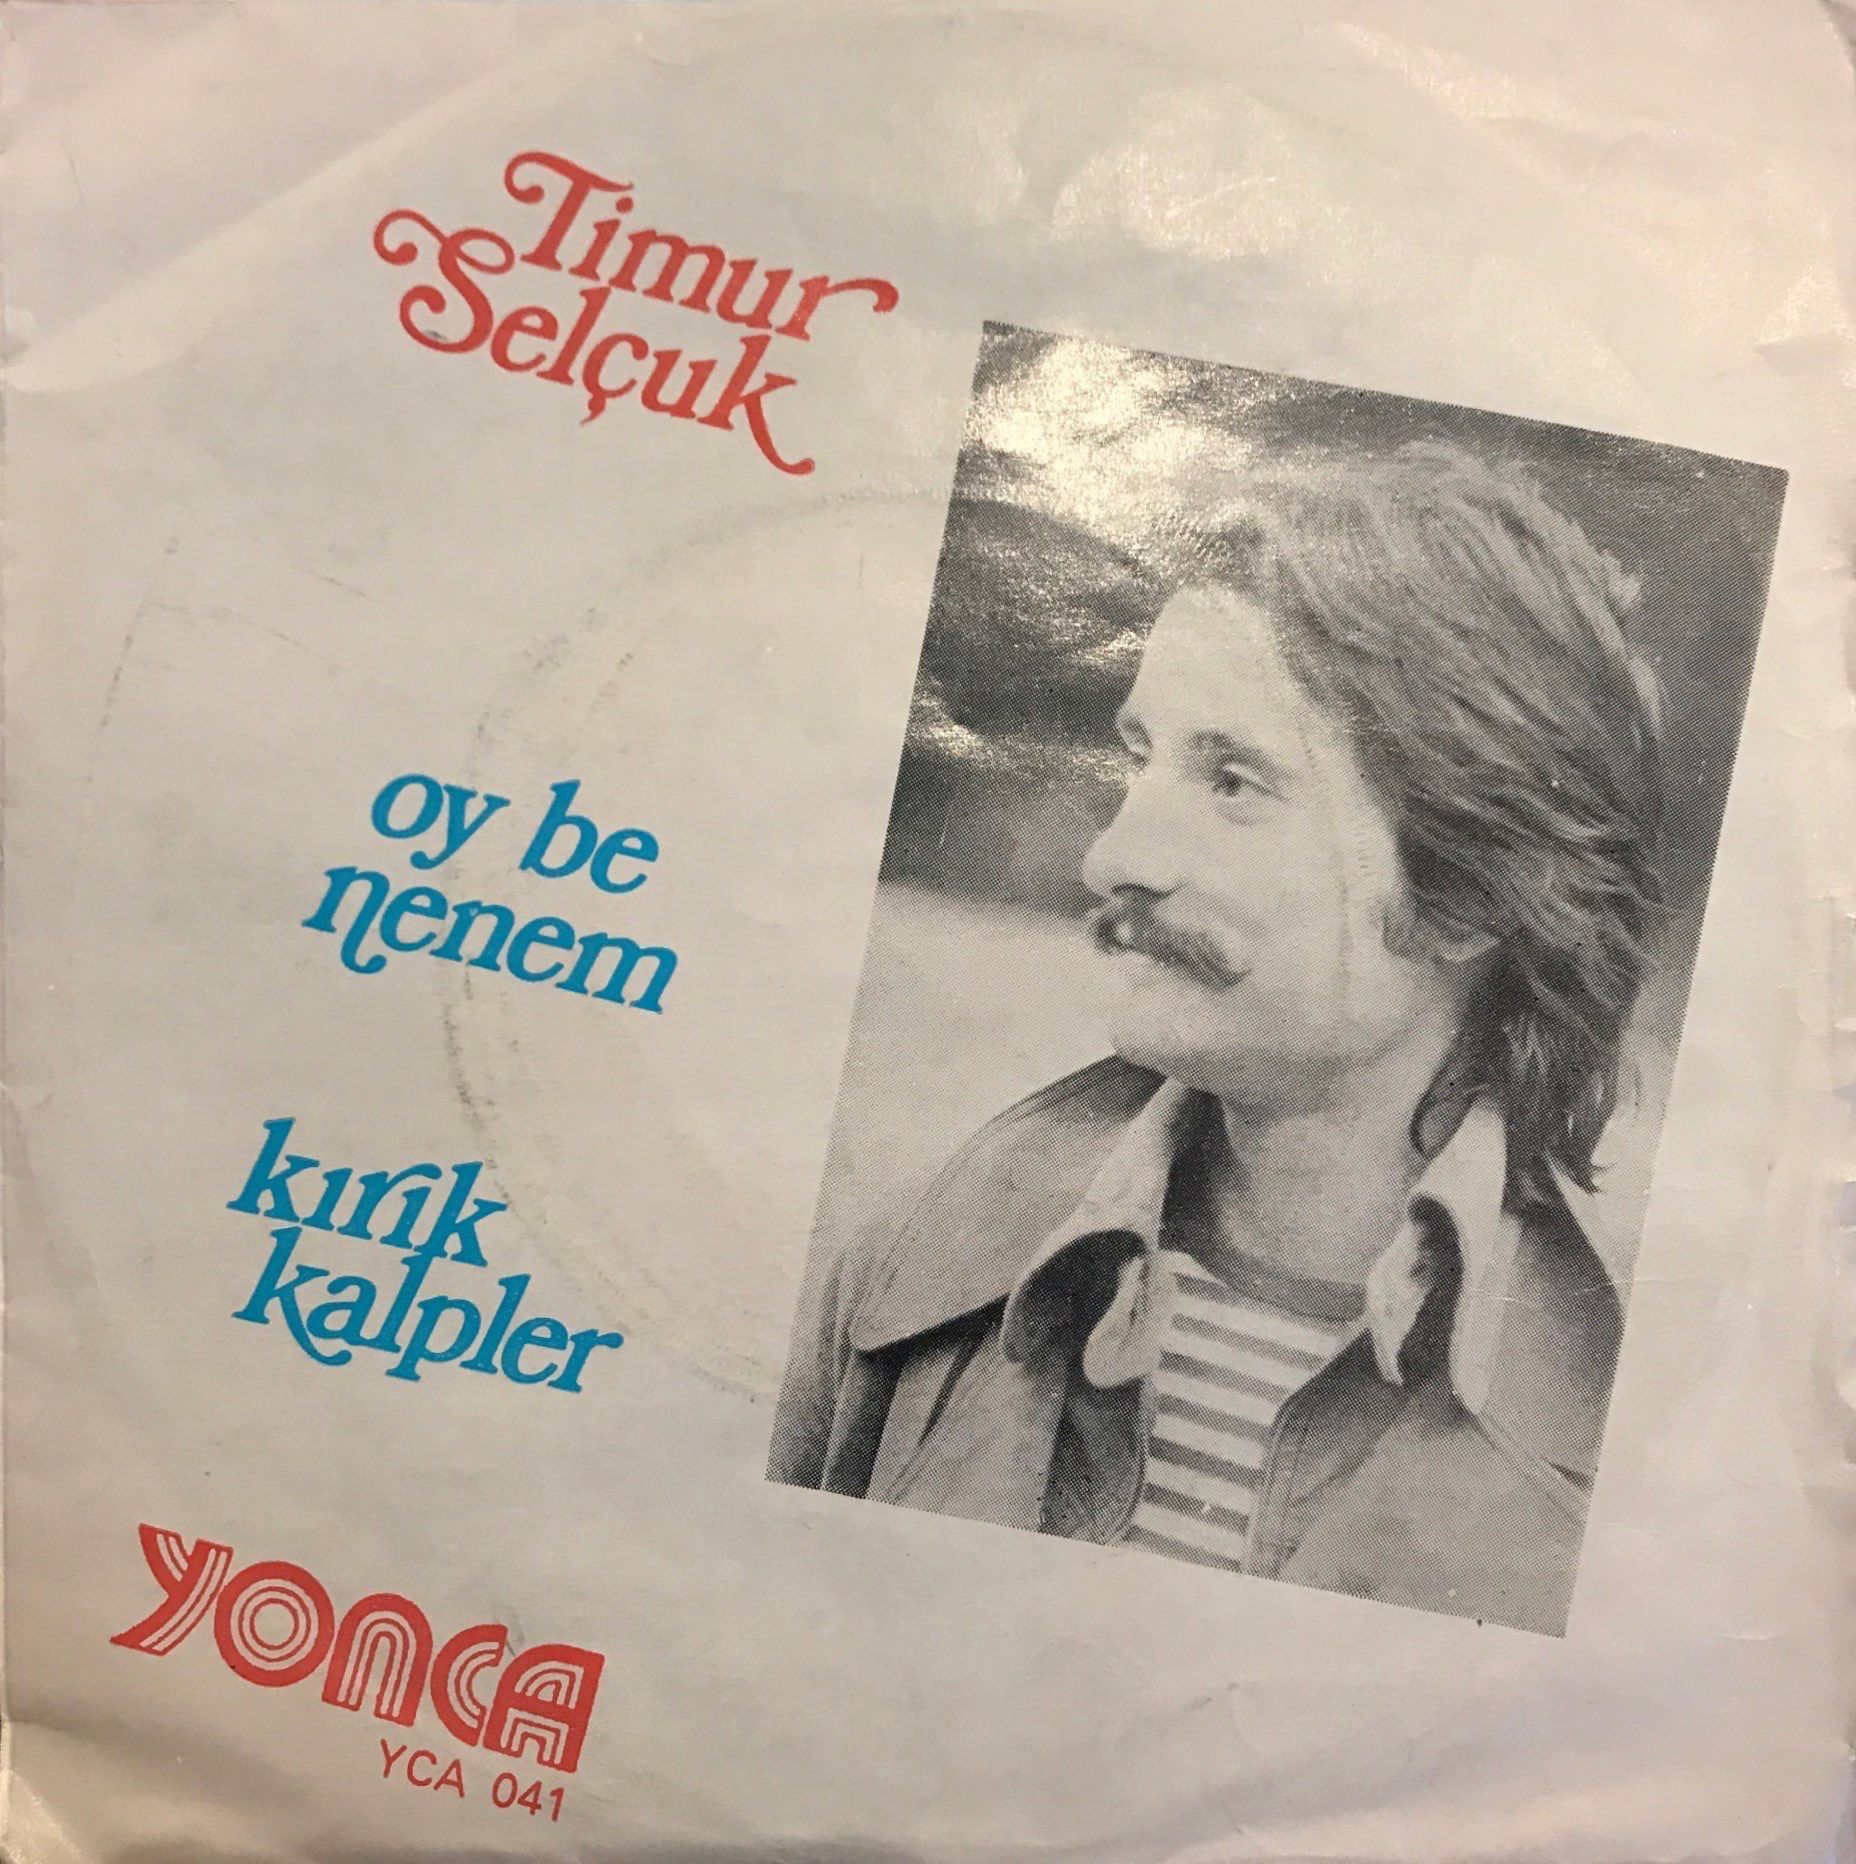 Timur
Selçuk
oy be
nenem
kırık
kalpler
YONCA
YCA 041